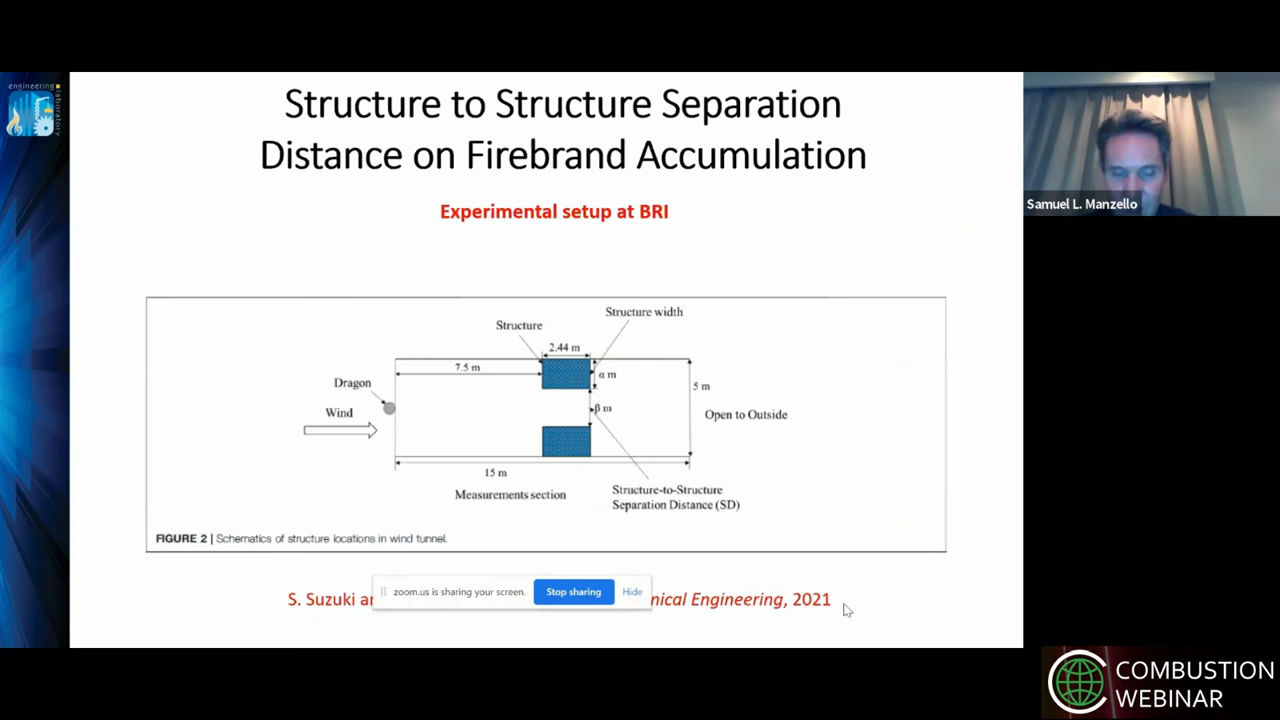 engineering
laboratory
Structure to Structure Separation
Distance on Firebrand Accumulation
Experimental setup at BRI
Samuel L. Manzello
Structure width
Structure
2.44 m
7.5 m
α m
Dragon
5 m
β m
Wind
Open to Outside
15 m
Measurements section
Structure-to-Structure
Separation Distance (SD)
FIGURE 2 | Schematics of structure locations in wind tunnel.
zoom.us is sharing your screen. Stop sharing Hide
S. Suzuki Engineering, 2021
COMBUSTION
WEBINAR